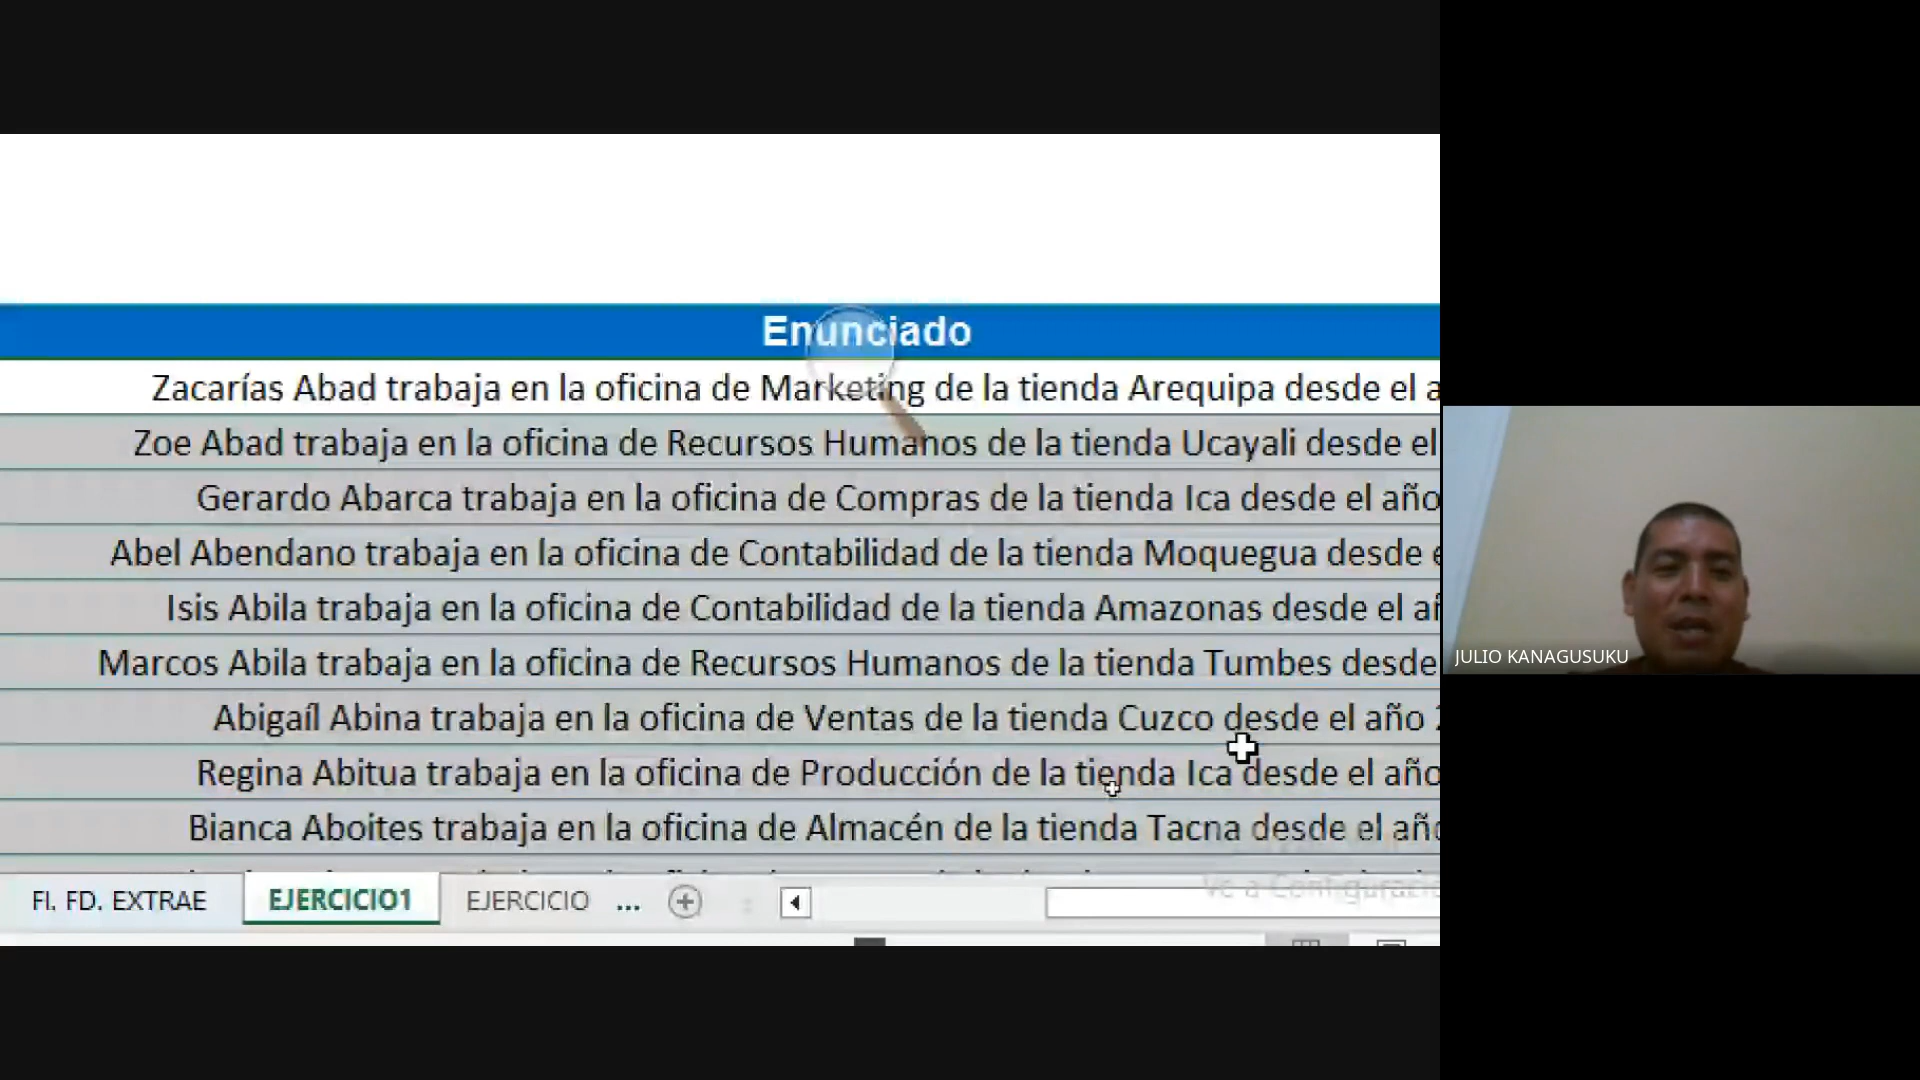 Enunciado
Zacarías Abad trabaja en la oficina de Marketing de la tienda Arequipa desde el a
Zoe Abad trabaja en la oficina de Recursos Humanos de la tienda Ucayali desde el
Gerardo Abarca trabaja en la oficina de Compras de la tienda Ica desde el año
Abel Abendano trabaja en la oficina de Contabilidad de la tienda Moquegua desde e
Isis Abila trabaja en la oficina de Contabilidad de la tienda Amazonas desde el añ
Marcos Abila trabaja en la oficina de Recursos Humanos de la tienda Tumbes desde
Abigaíl Abina trabaja en la oficina de Ventas de la tienda Cuzco desde el año 2
Regina Abitua trabaja en la oficina de Producción de la tienda Ica desde el año
Bianca Aboites trabaja en la oficina de Almacén de la tienda Tacna desde el año
Ve a Configuració
FI. FD. EXTRAE EJERCICIO1 EJERCICIO ...
JULIO KANAGUSUKU